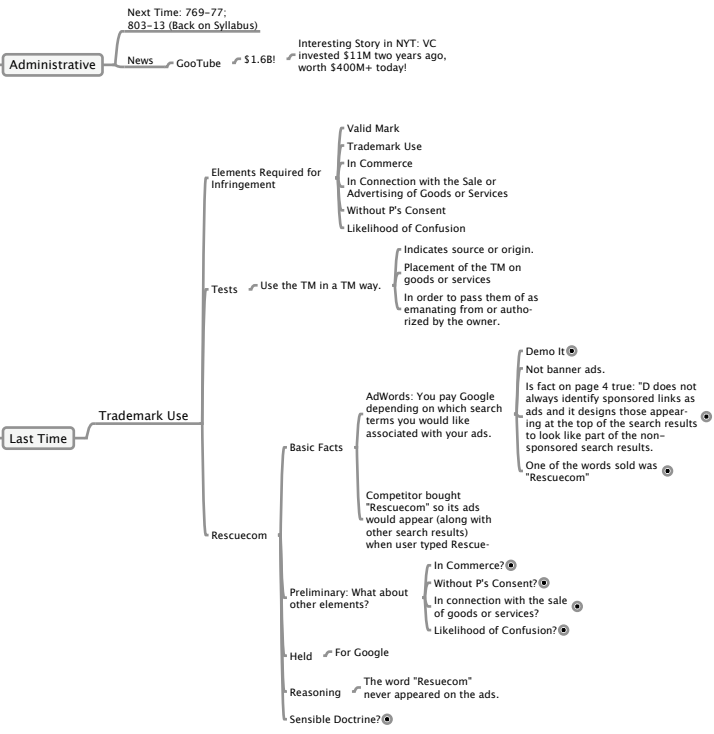 Next Time: 769-77;
803-13 (Back on Syllabus)
Administrative
News
GooTube
$1.6B!
Interesting Story in NYT: VC
invested $11M two years ago,
worth $400M+ today!
Valid Mark
Trademark Use
In Commerce
Elements Required for
Infringement
In Connection with the Sale or
Advertising of Goods or Services
Without P's Consent
Likelihood of Confusion
Indicates source or origin.
Placement of the TM on
goods or services
Tests
Use the TM in a TM way.
In order to pass them of as
emanating from or autho-
rized by the owner.
Demo It
Not banner ads.
Is fact on page 4 true: "D does not
always identify sponsored links as
ads and it designs those appear-
ing at the top of the search results
to look like part of the non-
sponsored search results.
AdWords: You pay Google
depending on which search
terms you would like
associated with your ads.
Trademark Use
Last Time
Basic Facts
One of the words sold was
"Rescuecom"
Competitor bought
"Rescuecom" so its ads
would appear (along with
other search results)
when user typed Rescue-
Rescuecom
In Commerce?
Without P's Consent?
Preliminary: What about
other elements?
In connection with the sale
of goods or services?
Likelihood of Confusion?
Held
For Google
Reasoning
The word "Resuecom"
never appeared on the ads.
Sensible Doctrine?